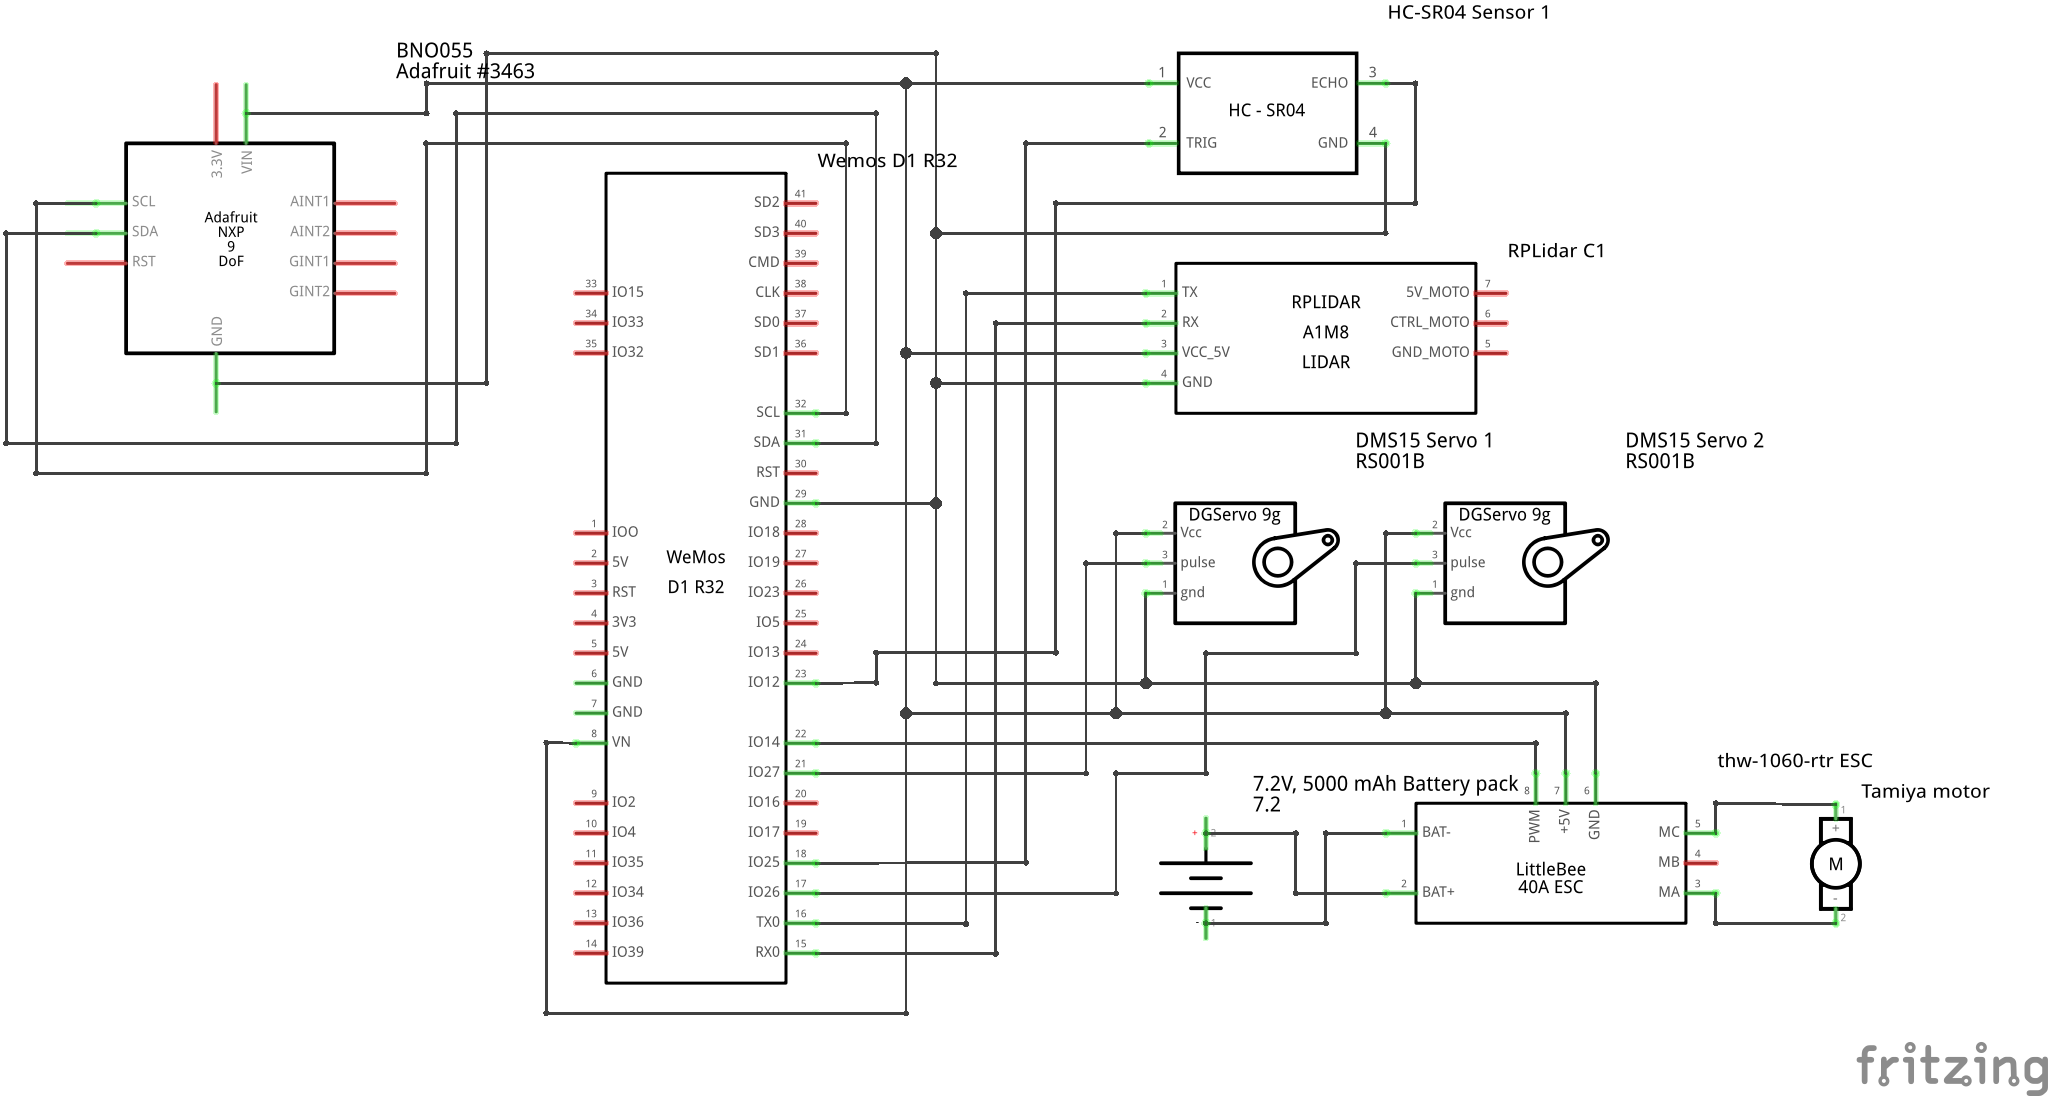 HC-SR04 Sensor 1
BNO055
Adafruit #3463
3.3V
VIN
SCL
SDA
RST
Adafruit
NXP
9
DoF
AINT1
AINT2
GINT1
GINT2
GND
1 VCC
2 TRIG
HC - SR04
ECHO 3
GND 4
Wemos D1 R32
WeMos
D1 R32
33 IO15
34 IO33
35 IO32
1 IOO
2 5V
3 RST
4 3V3
5 5V
6 GND
7 GND
8 VN
9 IO2
10 IO4
11 IO35
12 IO34
13 IO36
14 IO39
SD2 41
SD3 40
CMD 39
CLK 38
SD0 37
SD1 36
SCL 32
SDA 31
RST 30
GND 29
IO18 28
IO19 27
IO23 26
IO5 25
IO13 24
IO12 23
IO14 22
IO27 21
IO16 20
IO17 19
IO25 18
IO26 17
TX0 16
RX0 15
RPLidar C1
1 TX
2 RX
3 VCC_5V
4 GND
RPLIDAR
A1M8
LIDAR
5V_MOTO 7
CTRL_MOTO 6
GND_MOTO 5
DMS15 Servo 1
RS001B
DGServo 9g
2 Vcc
3 pulse
1 gnd
DMS15 Servo 2
RS001B
DGServo 9g
2 Vcc
3 pulse
1 gnd
7.2V, 5000 mAh Battery pack
7.2
+ 2
- 1
thw-1060-rtr ESC
8 7 6
PWM
+5V
GND
1 BAT-
2 BAT+
LittleBee
40A ESC
MC 5
MB 4
MA 3
Tamiya motor
1
+
M
-
2
fritzing